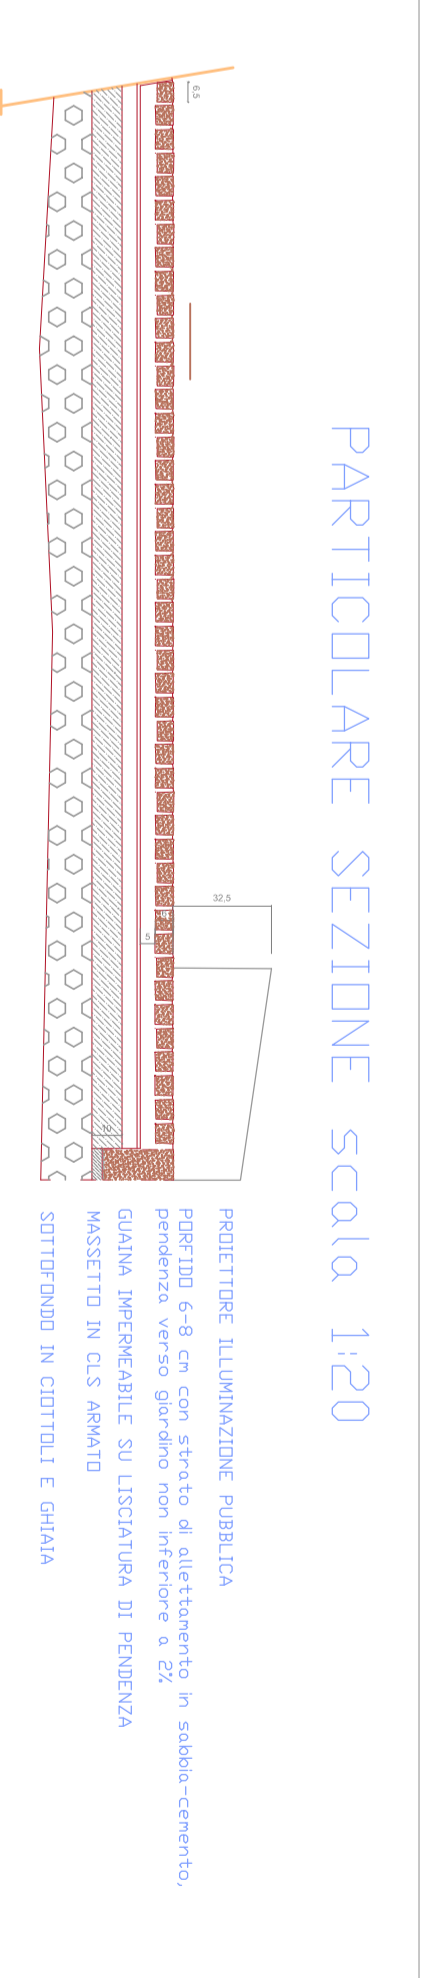 PARTICOLARE SEZIONE scala 1:20
6.5
32,5
5
10
PROIETTORE ILLUMINAZIONE PUBBLICA
PORFIDO 6-8 cm con strato di allettamento in sabbia-cemento,
pendenza verso giardino non inferiore a 2%
GUAINA IMPERMEABILE SU LISCIATURA DI PENDENZA
MASSETTO IN CLS ARMATO
SOTTOFONDO IN CIOTTOLI E GHIAIA